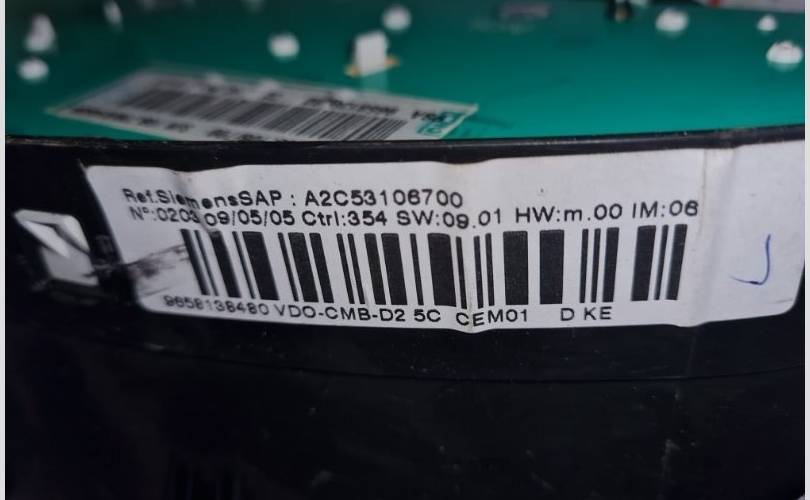 Ref.SiemensSAP : A2C53106700
N°:0203 09/05/05 Ctrl:354 SW:09.01 HW:m.00 IM:06
9658138480 VDO-CMB-D2 5C CEM01 D KE